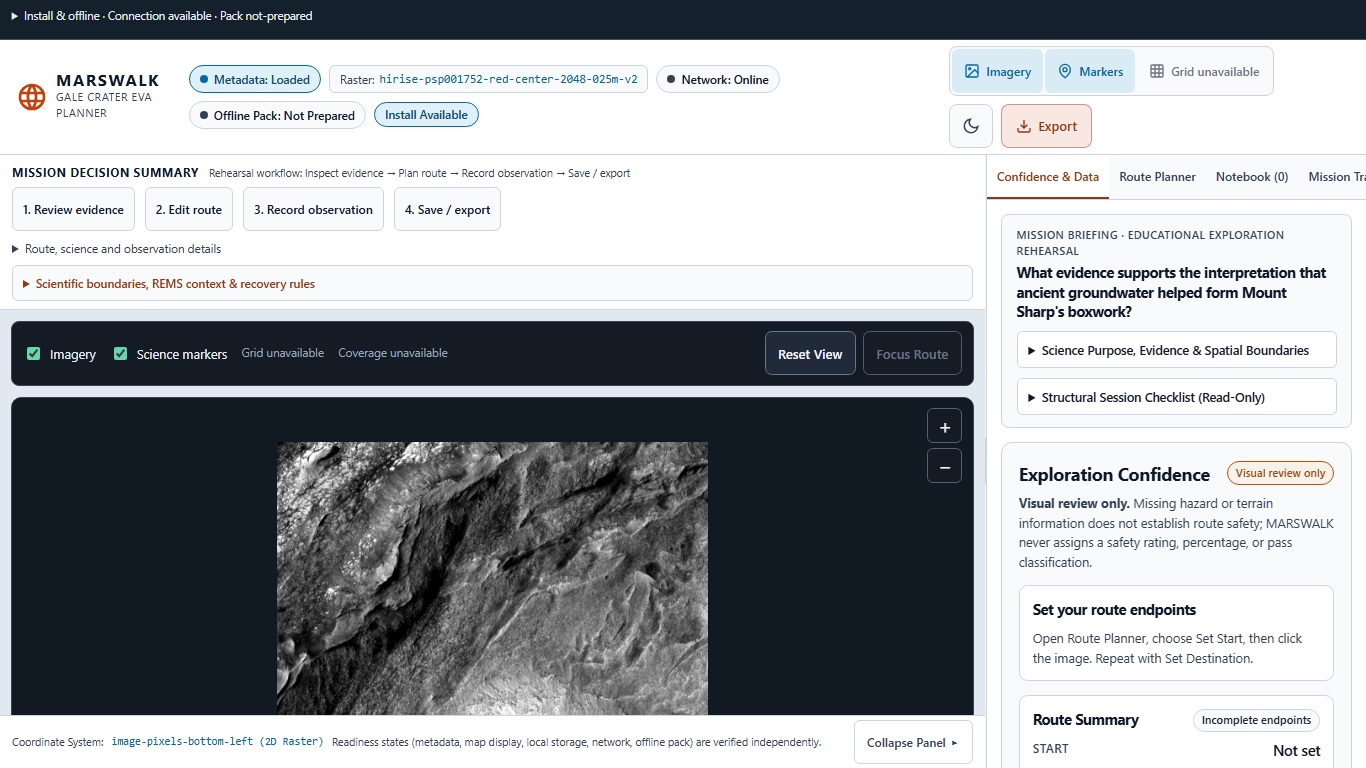 Install & offline · Connection available · Pack not-prepared
MARSWALK
GALE CRATER EVA
PLANNER
Metadata: Loaded
Raster: hirise-psp001752-red-center-2048-025m-v2
Network: Online
Offline Pack: Not Prepared
Install Available
Imagery
Markers
Grid unavailable
Export
MISSION DECISION SUMMARY
Rehearsal workflow: Inspect evidence → Plan route → Record observation → Save / export
1. Review evidence
2. Edit route
3. Record observation
4. Save / export
Route, science and observation details
Scientific boundaries, REMS context & recovery rules
Imagery
Science markers
Grid unavailable
Coverage unavailable
Reset View
Focus Route
+
−
Coordinate System: image-pixels-bottom-left (2D Raster)
Readiness states (metadata, map display, local storage, network, offline pack) are verified independently.
Collapse Panel
Confidence & Data
Route Planner
Notebook (0)
Mission Tra
MISSION BRIEFING · EDUCATIONAL EXPLORATION
REHEARSAL
What evidence supports the interpretation that
ancient groundwater helped form Mount
Sharp's boxwork?
Science Purpose, Evidence & Spatial Boundaries
Structural Session Checklist (Read-Only)
Exploration Confidence
Visual review only
Visual review only. Missing hazard or terrain
information does not establish route safety; MARSWALK
never assigns a safety rating, percentage, or pass
classification.
Set your route endpoints
Open Route Planner, choose Set Start, then click
the image. Repeat with Set Destination.
Route Summary
Incomplete endpoints
START
Not set